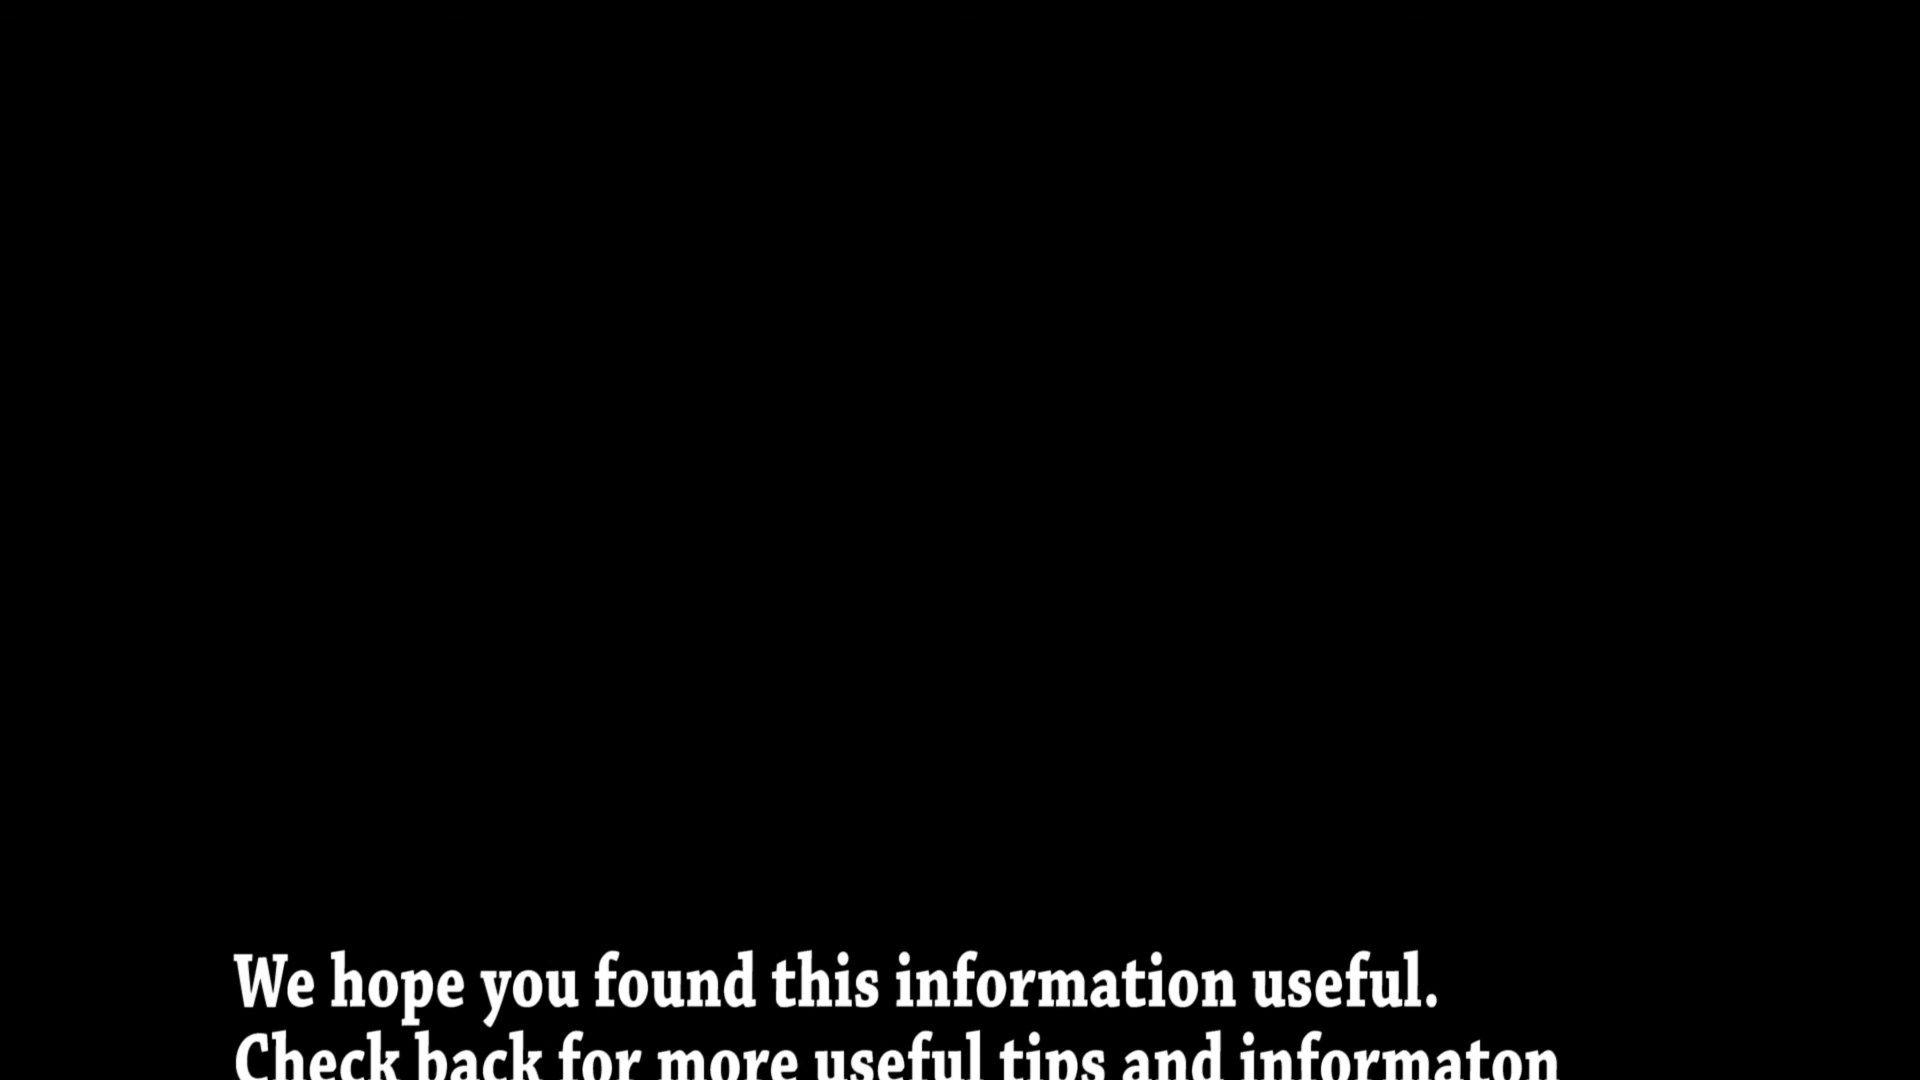 We hope you found this information useful.
Check back for more useful tips and informaton